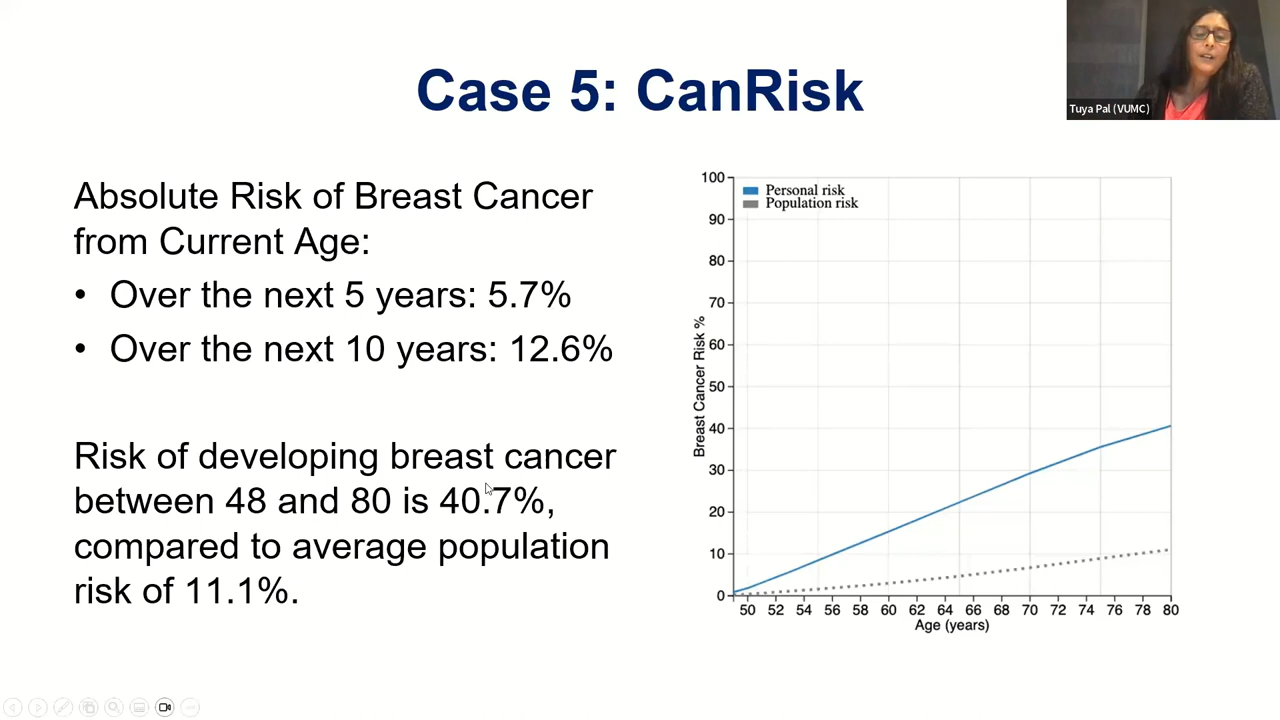 Case 5: CanRisk
Tuya Pal (VUMC)
Absolute Risk of Breast Cancer
from Current Age:
• Over the next 5 years: 5.7%
• Over the next 10 years: 12.6%
Risk of developing breast cancer
between 48 and 80 is 40.7%,
compared to average population
risk of 11.1%.
Personal risk
Population risk
Breast Cancer Risk %
100
90
80
70
60
50
40
30
20
10
0
50 52 54 56 58 60 62 64 66 68 70 72 74 76 78 80
Age (years)